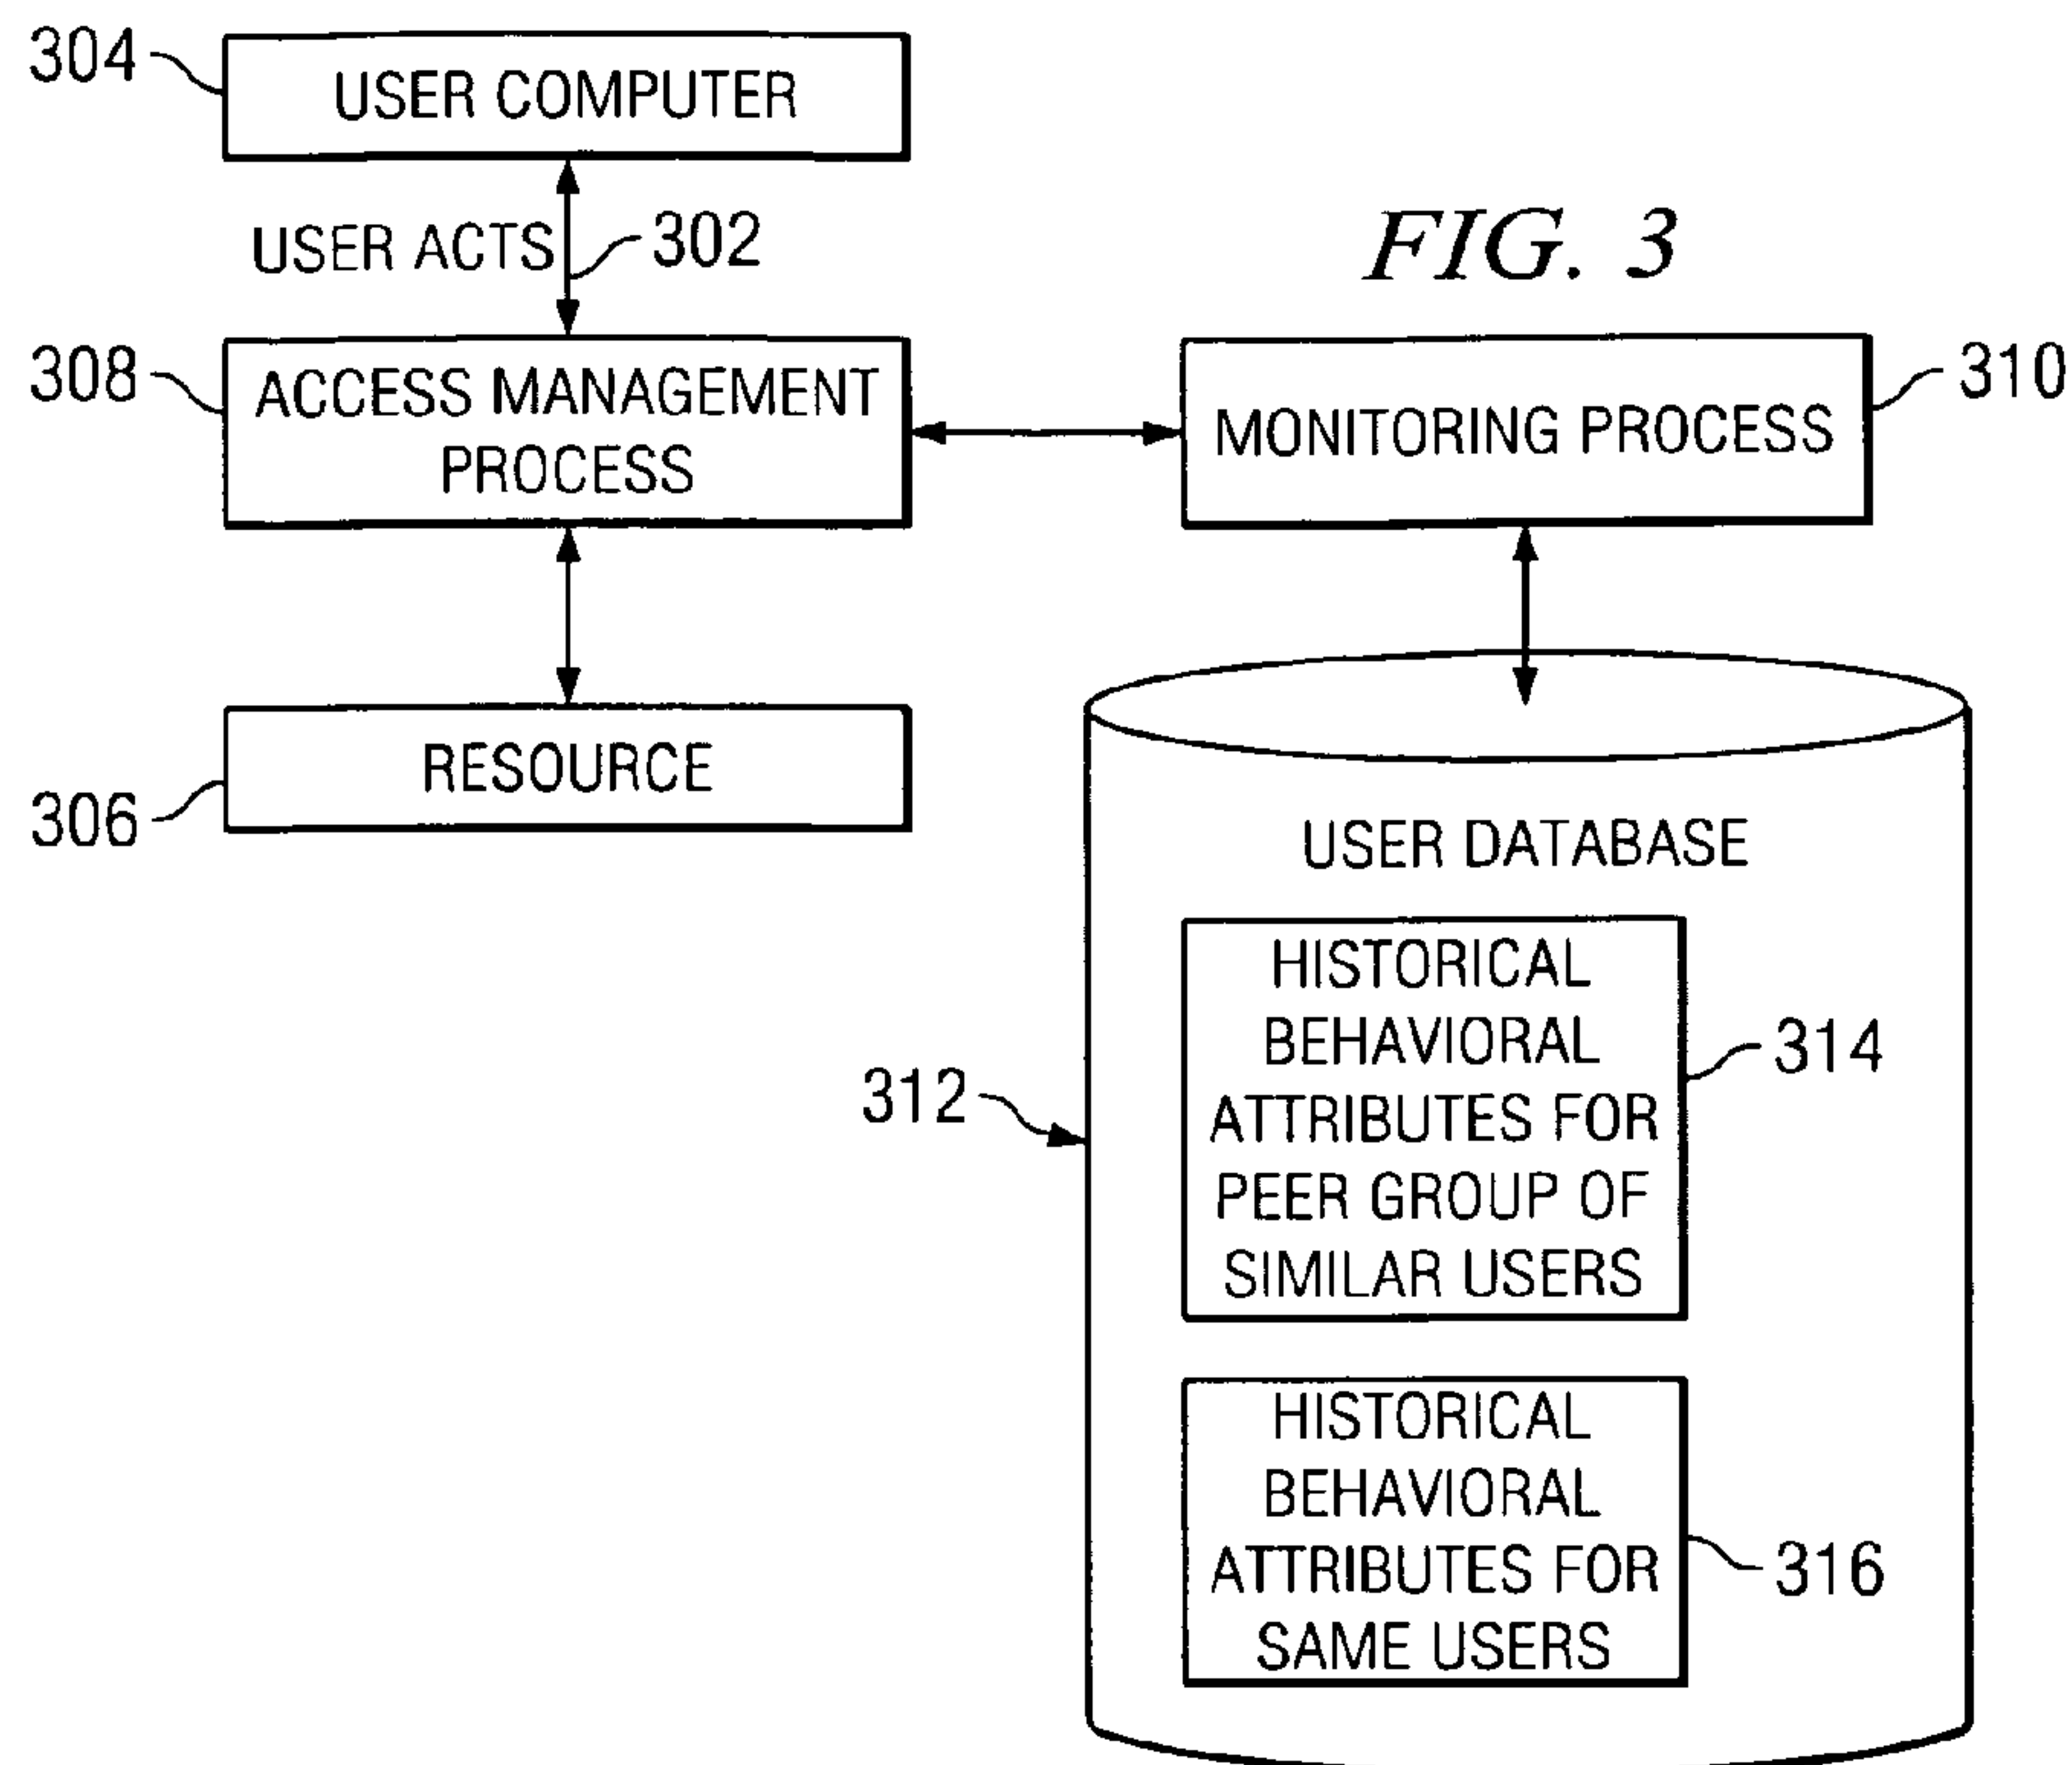 304
USER COMPUTER
USER ACTS
302
FIG. 3
308
ACCESS MANAGEMENT
PROCESS
MONITORING PROCESS
310
RESOURCE
306
USER DATABASE
HISTORICAL
BEHAVIORAL
ATTRIBUTES FOR
PEER GROUP OF
SIMILAR USERS
314
312
HISTORICAL
BEHAVIORAL
ATTRIBUTES FOR
SAME USERS
316